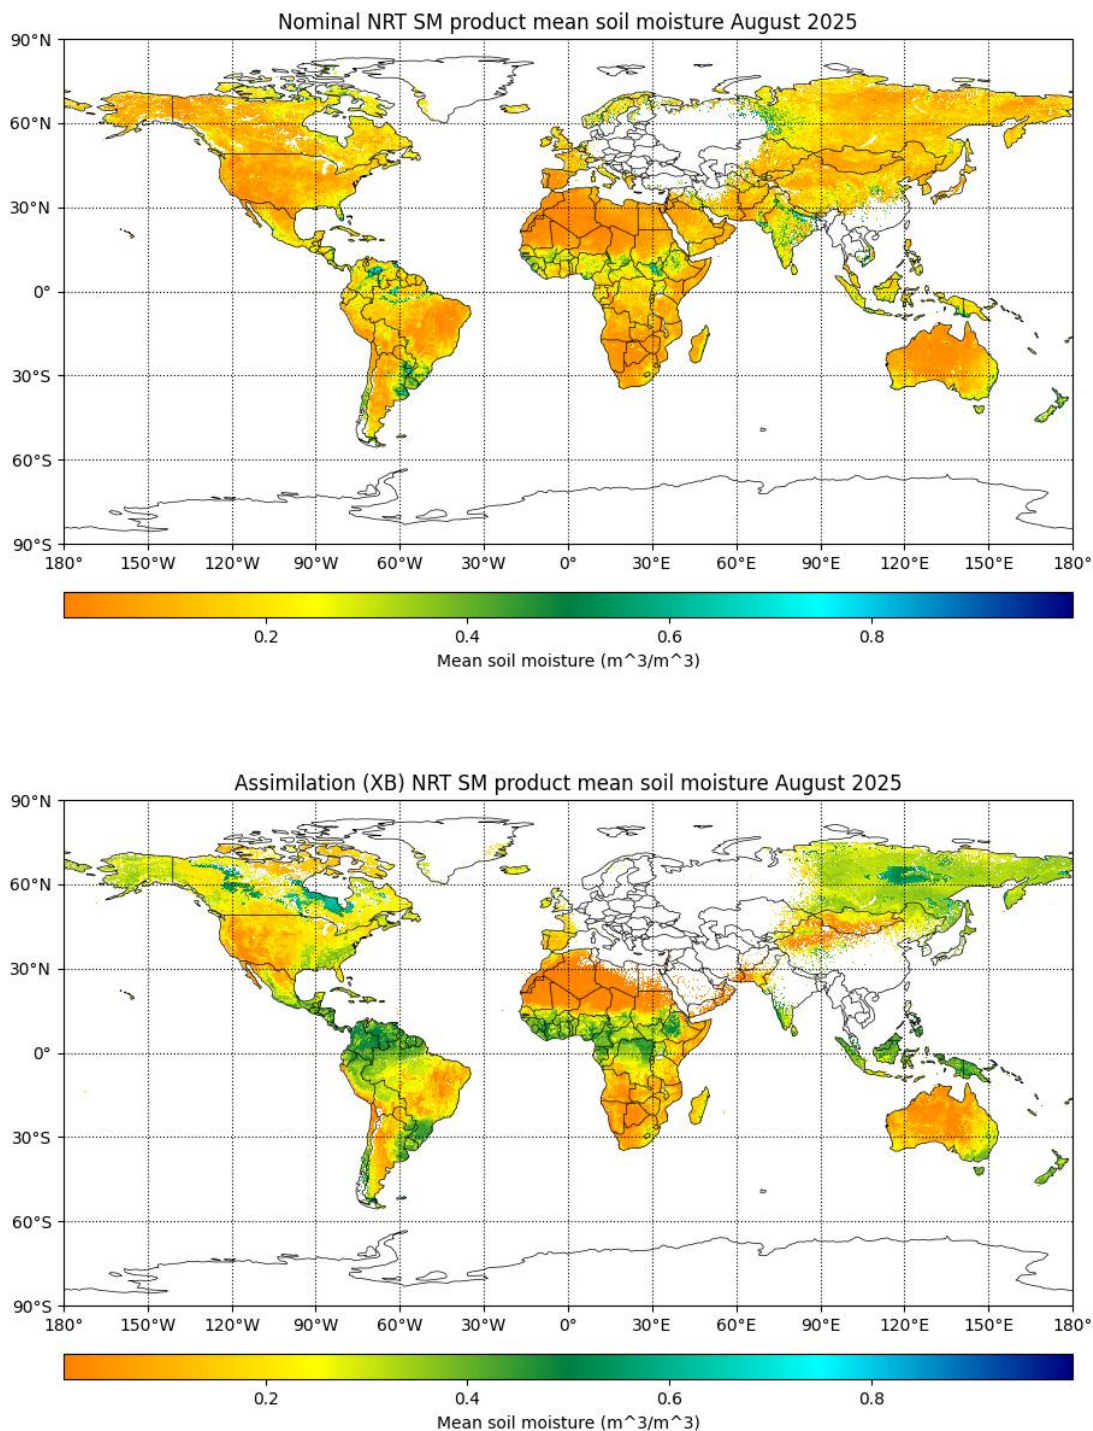 Nominal NRT SM product mean soil moisture August 2025
90°N
60°N
30°N
0°
30°S
60°S
90°S
180° 150°W 120°W 90°W 60°W 30°W 0° 30°E 60°E 90°E 120°E 150°E 180°
0.2 0.4 0.6 0.8
Mean soil moisture (m^3/m^3)
Assimilation (XB) NRT SM product mean soil moisture August 2025
90°N
60°N
30°N
0°
30°S
60°S
90°S
180° 150°W 120°W 90°W 60°W 30°W 0° 30°E 60°E 90°E 120°E 150°E 180°
0.2 0.4 0.6 0.8
Mean soil moisture (m^3/m^3)